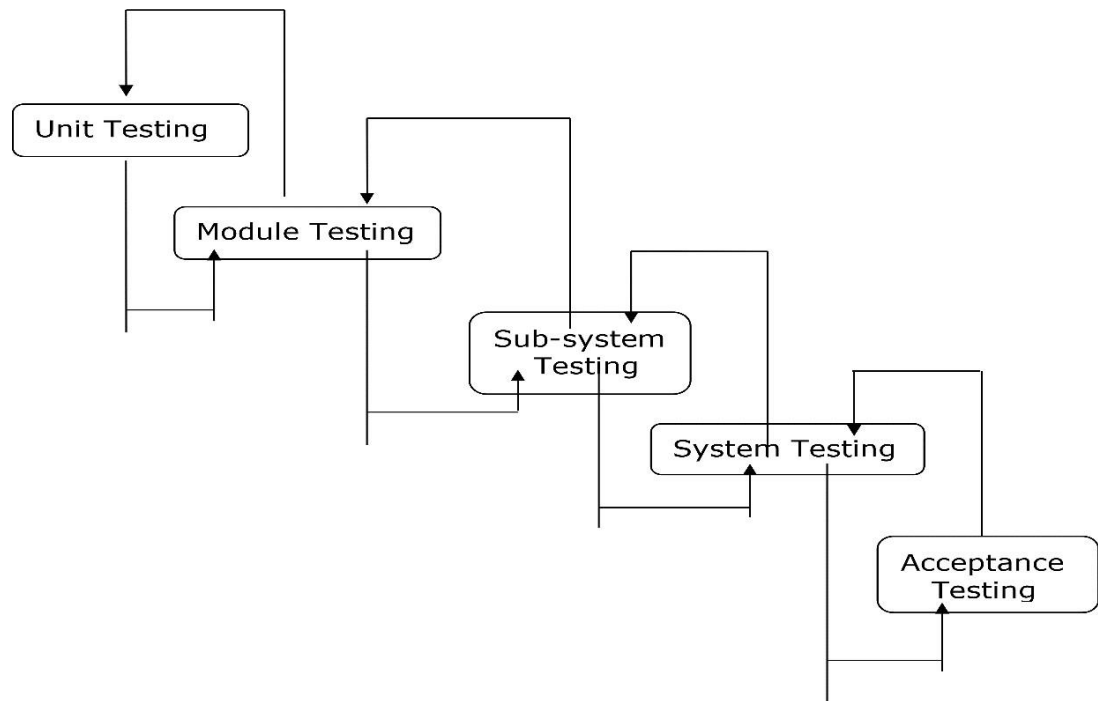 Unit Testing
Module Testing
Sub-system
Testing
System Testing
Acceptance
Testing